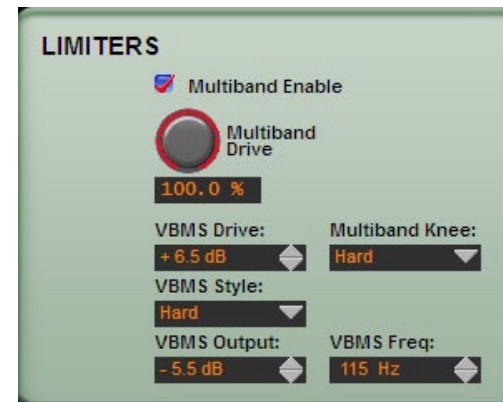 LIMITERS
Multiband Enable
Multiband
Drive
100.0 %
VBMS Drive: Multiband Knee:
+ 6.5 dB Hard
VBMS Style:
Hard
VBMS Output: VBMS Freq:
- 5.5 dB 115 Hz